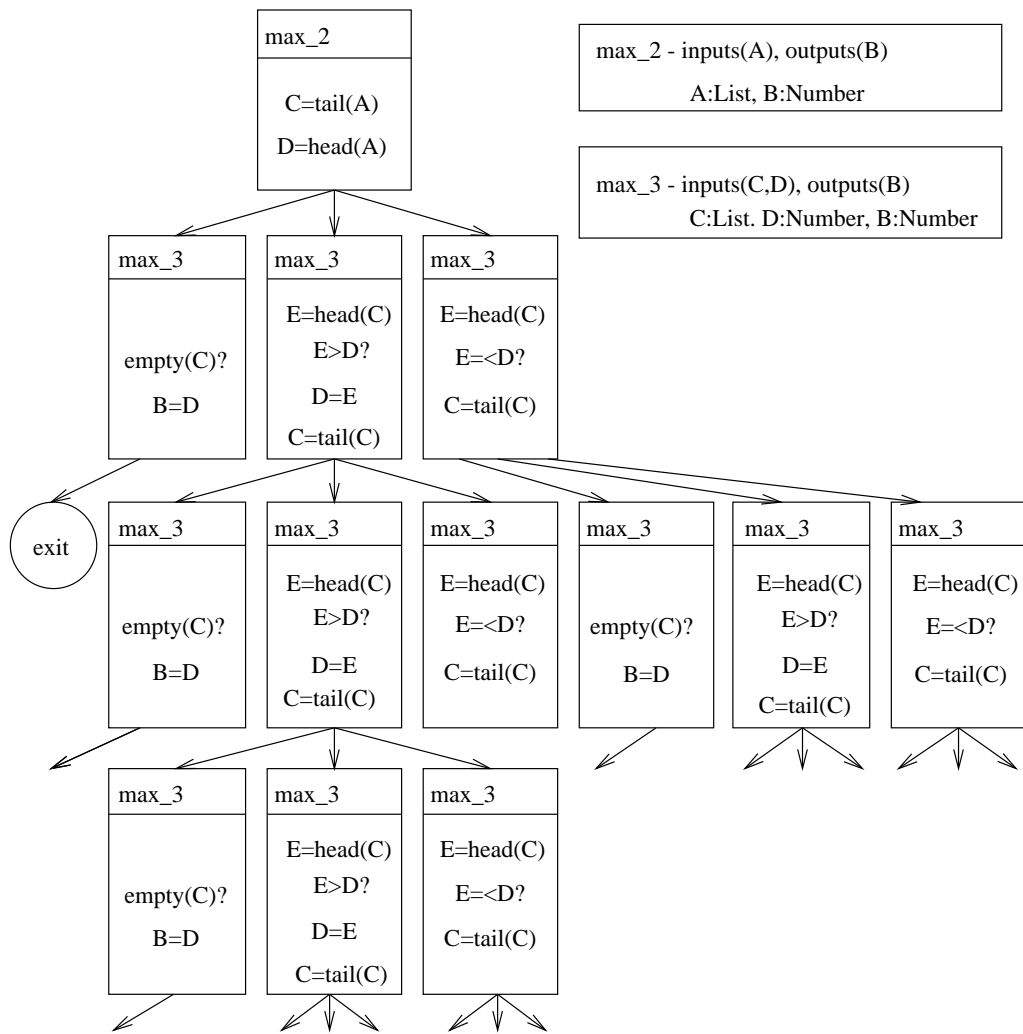 max_2
C=tail(A)
D=head(A)
max_2 - inputs(A), outputs(B)
A:List, B:Number
max_3 - inputs(C,D), outputs(B)
C:List. D:Number, B:Number
max_3
empty(C)?
B=D
max_3
E=head(C)
E>D?
D=E
C=tail(C)
max_3
E=head(C)
E=<D?
C=tail(C)
exit
max_3
empty(C)?
B=D
max_3
E=head(C)
E>D?
D=E
C=tail(C)
max_3
E=head(C)
E=<D?
C=tail(C)
max_3
empty(C)?
B=D
max_3
E=head(C)
E>D?
D=E
C=tail(C)
max_3
E=head(C)
E=<D?
C=tail(C)
max_3
empty(C)?
B=D
max_3
E=head(C)
E>D?
D=E
C=tail(C)
max_3
E=head(C)
E=<D?
C=tail(C)